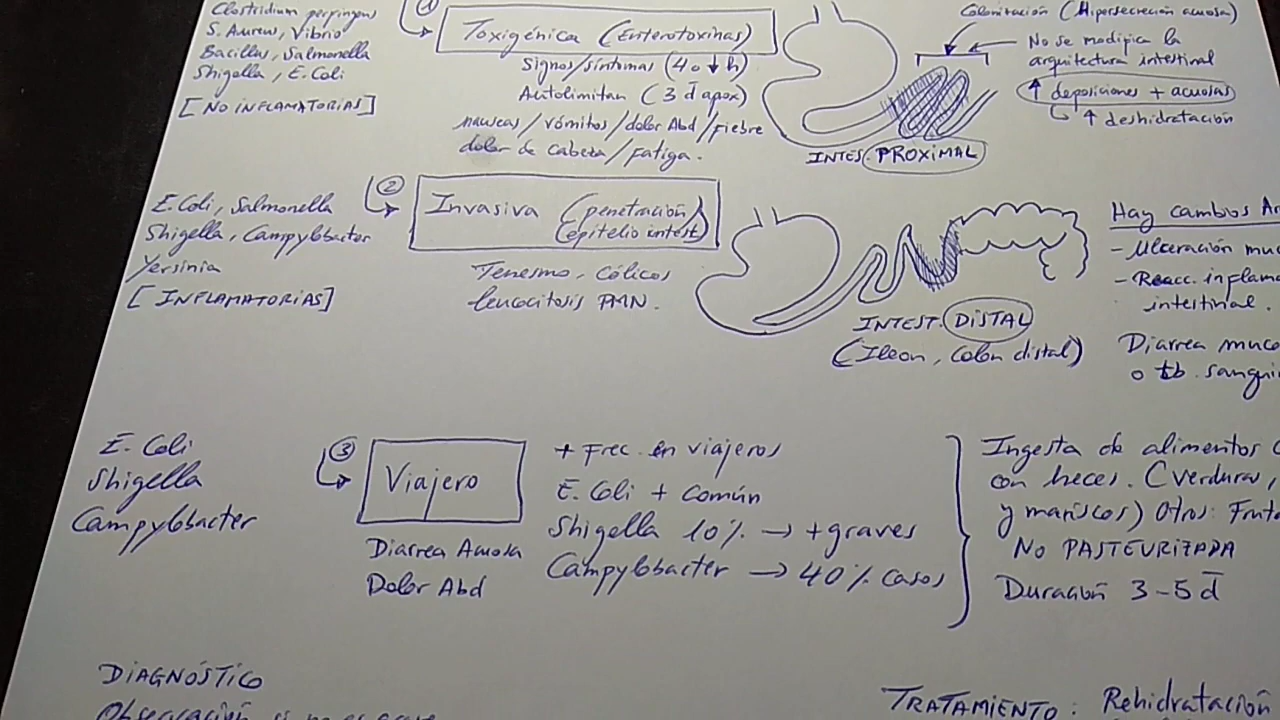 Clostridium perfingens
S. Aureus, Vibrio
Bacillus, Salmonella
Shigella, E. Coli
[NO INFLAMATORIAS]
1
Toxigénica (Enterotoxinas)
Signos/síntomas (4 o ↓ h)
Autolimitan (3 d aprox)
nauseas/vómitos/dolor Abd/fiebre
dolor de cabeza/fatiga.
Colonización (Hipersecreción acuosa)
No se modifica la
arquitectura intestinal
↑ deposiciones + acuosas
↑ deshidratación
INTES. PROXIMAL
E. Coli, Salmonella
Shigella, Campylobacter
Yersinia
[INFLAMATORIAS]
2
Invasiva (penetración)
(epitelio intest)
Tenesmo, Cólicos
leucocitosis PMN.
INTEST. DISTAL
(Ileon, Colon distal)
Hay cambios
- Ulceración
- Reacc.
intestinal.
Diarrea
o tb.
E. Coli
Shigella
Campylobacter
3
Viajero
Diarrea Acuosa
Dolor Abd
+ Frec. en viajeros
E. Coli + Común
Shigella 10% → + graves
Campylobacter → 40% casos
Ingesta de alimentos
con heces. (verduras,
y mariscos) Otros:
NO PASTEURIZADA
Duración 3-5 d
DIAGNÓSTICO
Observación
TRATAMIENTO: Rehidratación